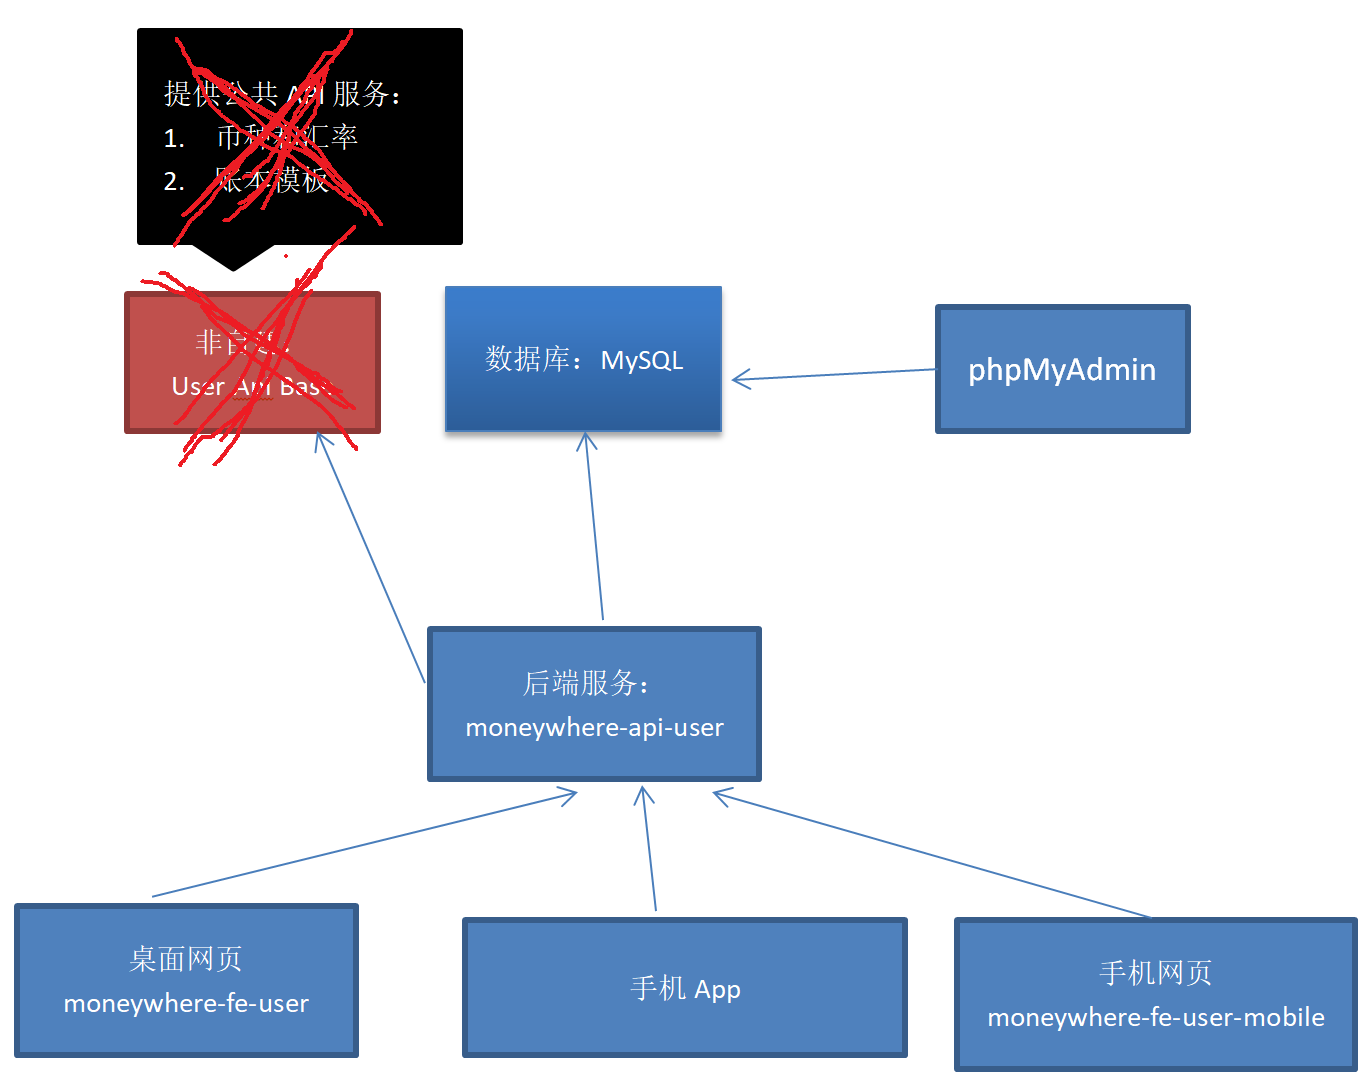 提供公共 API 服务：
1. 币种和汇率
2. 账本模板
非自建：
User Api Base
数据库：MySQL
phpMyAdmin
后端服务：
moneywhere-api-user
桌面网页
moneywhere-fe-user
手机 App
手机网页
moneywhere-fe-user-mobile